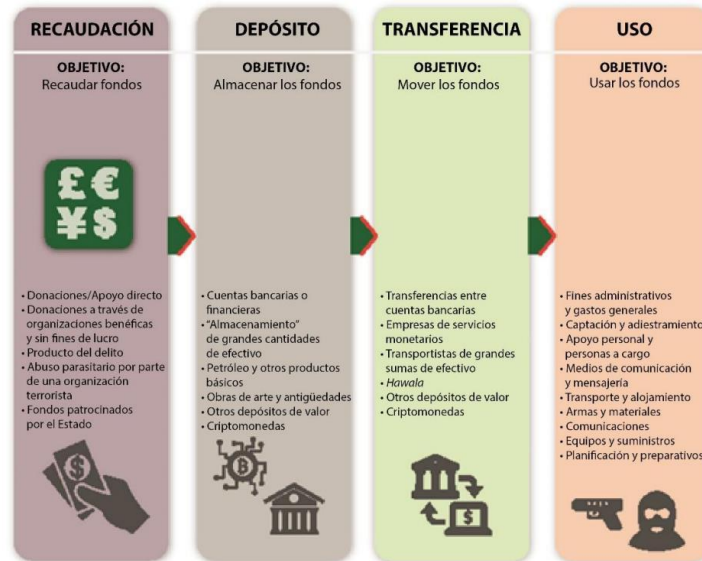 RECAUDACIÓN
OBJETIVO:
Recaudar fondos
£ €
¥ $
• Donaciones/Apoyo directo
• Donaciones a través de
organizaciones benéficas
y sin fines de lucro
• Producto del delito
• Abuso parasitario por parte
de una organización
terrorista
• Fondos patrocinados
por el Estado
$
DEPÓSITO
OBJETIVO:
Almacenar los fondos
• Cuentas bancarias o
financieras
• "Almacenamiento"
de grandes cantidades
de efectivo
• Petróleo y otros productos
básicos
• Obras de arte y antigüedades
• Otros depósitos de valor
• Criptomonedas
TRANSFERENCIA
OBJETIVO:
Mover los fondos
• Transferencias entre
cuentas bancarias
• Empresas de servicios
monetarios
• Transportistas de grandes
sumas de efectivo
• Hawala
• Otros depósitos de valor
• Criptomonedas
$
USO
OBJETIVO:
Usar los fondos
• Fines administrativos
y gastos generales
• Captación y adiestramiento
• Apoyo personal y
personas a cargo
• Medios de comunicación
y mensajería
• Transporte y alojamiento
• Armas y materiales
• Comunicaciones
• Equipos y suministros
• Planificación y preparativos